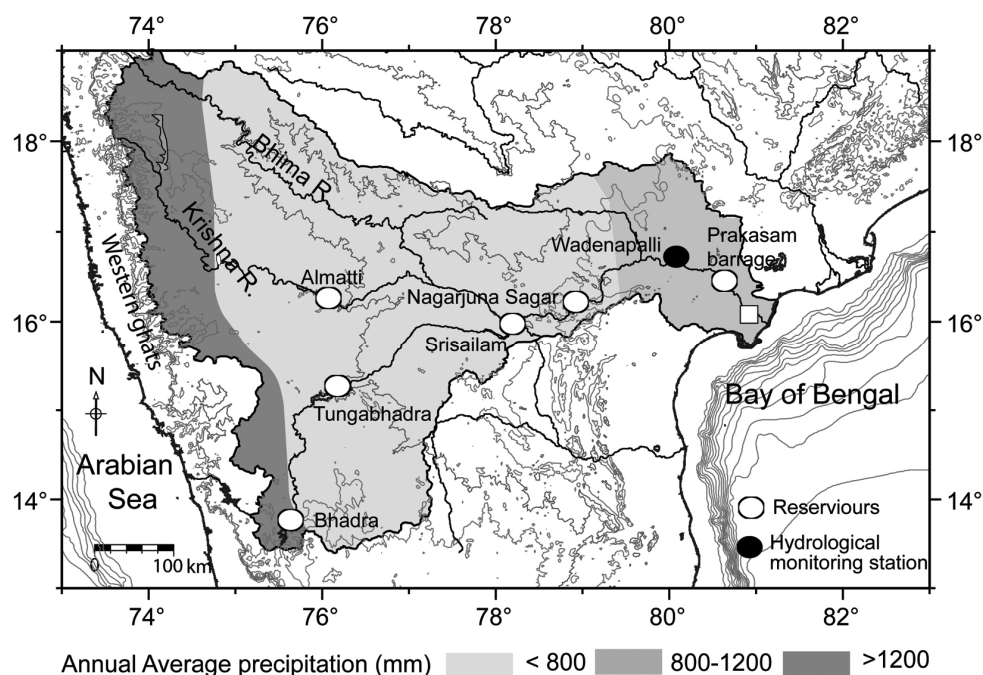 74° 76° 78° 80° 82°
18° 18°
Bhima R.
Krishna R.
Western ghats
Wadenapalli
Prakasam
barrage
Almatti
Nagarjuna Sagar
16° 16°
Srisailam
N
Tungabhadra
Bay of Bengal
Arabian
Sea
14° 14°
Reserviours
Bhadra
Hydrological
monitoring station
0 100 km
74° 76° 78° 80° 82°
Annual Average precipitation (mm) < 800 800-1200 >1200